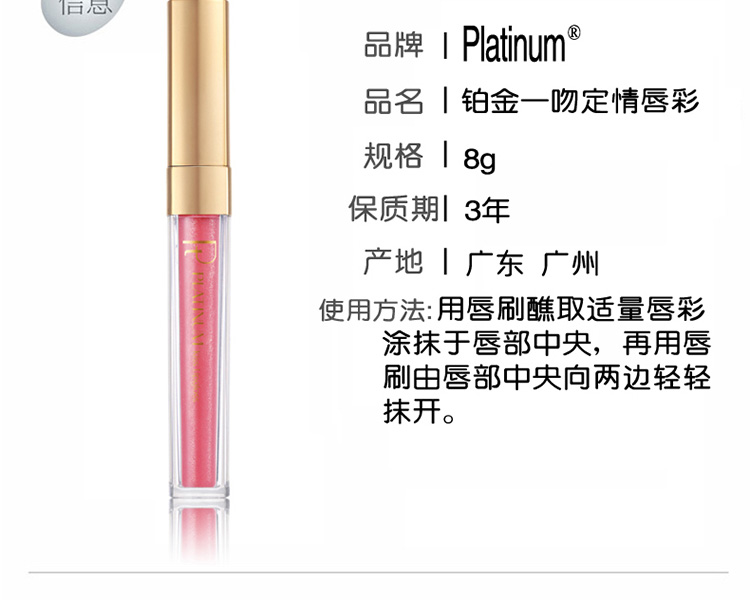 信息
品牌 | Platinum®
品名 | 铂金一吻定情唇彩
规格 | 8g
保质期| 3年
产地 | 广东 广州
使用方法:用唇刷醮取适量唇彩
涂抹于唇部中央，再用唇
刷由唇部中央向两边轻轻
抹开。